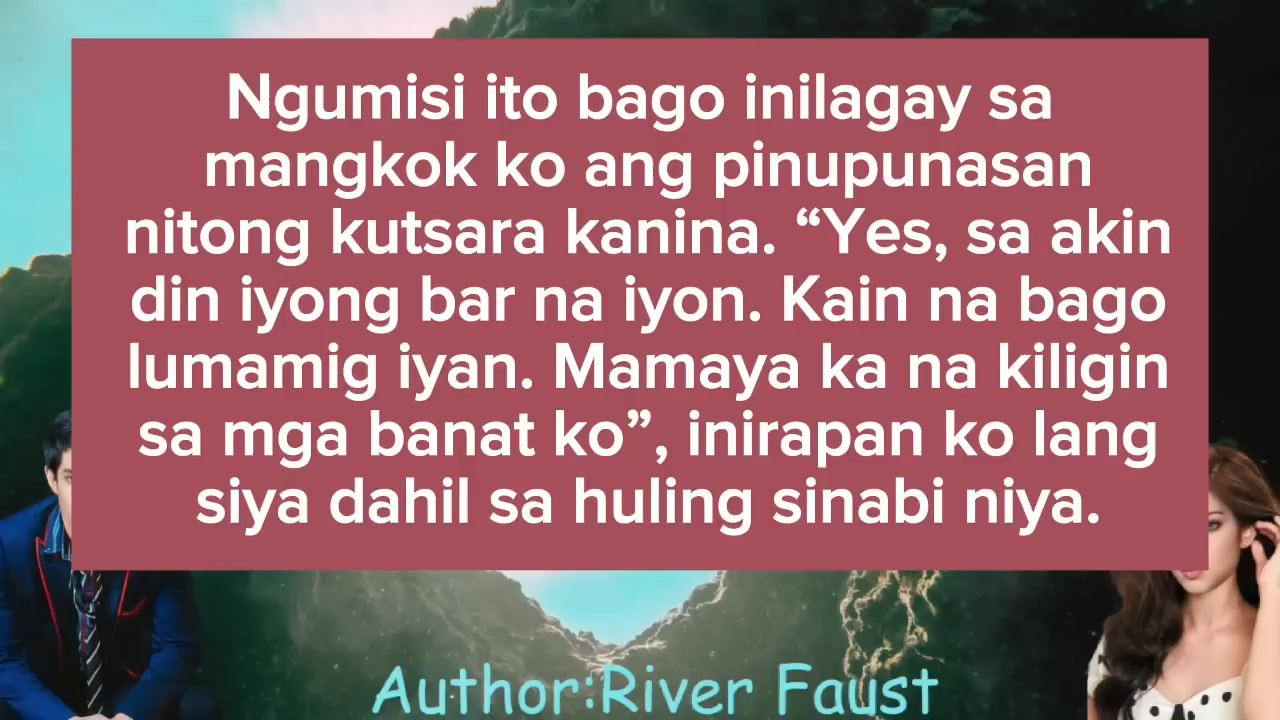 Ngumisi ito bago inilagay sa
mangkok ko ang pinupunasan
nitong kutsara kanina. “Yes, sa akin
din iyong bar na iyon. Kain na bago
lumamig iyan. Mamaya ka na kiligin
sa mga banat ko”, inirapan ko lang
siya dahil sa huling sinabi niya.
Author:River Faust